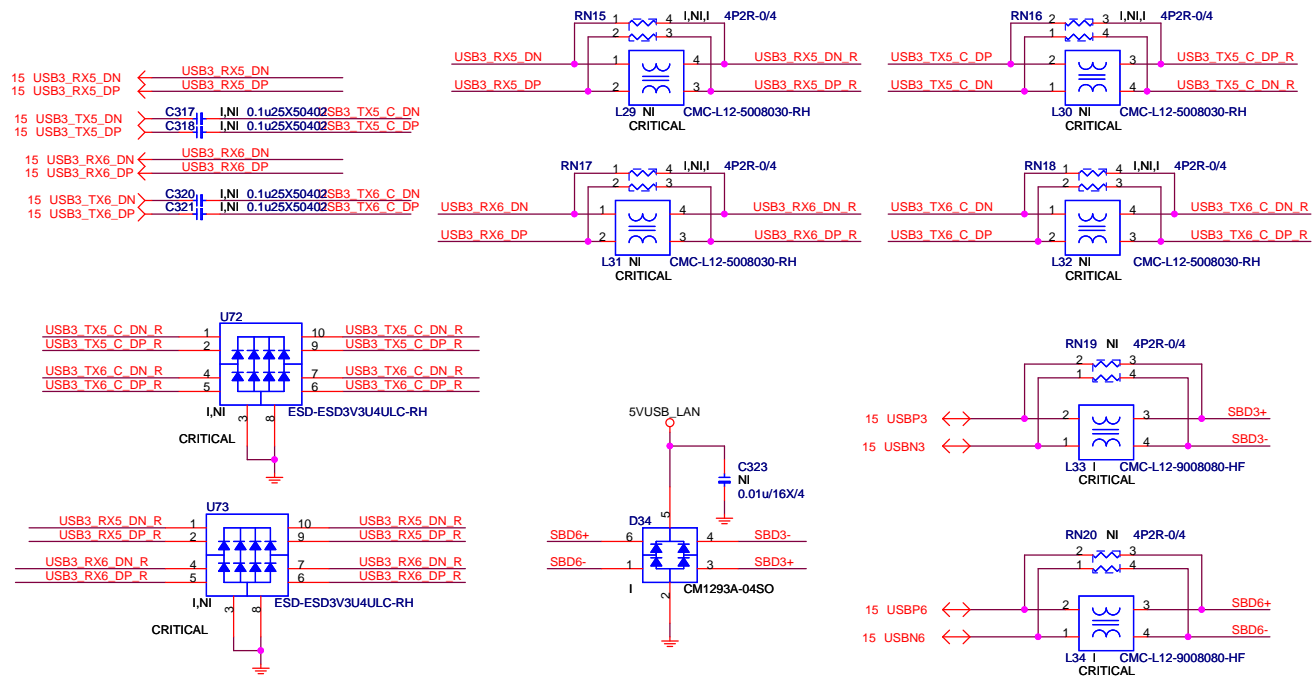 15 USB3_RX5_DN USB3_RX5_DN
15 USB3_RX5_DP USB3_RX5_DP
15 USB3_TX5_DN C317 I,NI 0.1u25X50402 USB3_TX5_C_DN
15 USB3_TX5_DP C318 I,NI 0.1u25X50402 USB3_TX5_C_DP
15 USB3_RX6_DN USB3_RX6_DN
15 USB3_RX6_DP USB3_RX6_DP
15 USB3_TX6_DN C320 I,NI 0.1u25X50402 USB3_TX6_C_DN
15 USB3_TX6_DP C321 I,NI 0.1u25X50402 USB3_TX6_C_DP
RN15 1 4 I,NI,I 4P2R-0/4
2 3
USB3_RX5_DN 1 4 USB3_RX5_DN_R
USB3_RX5_DP 2 3 USB3_RX5_DP_R
L29 NI CMC-L12-5008030-RH
CRITICAL
RN16 2 3 I,NI,I 4P2R-0/4
1 4
USB3_TX5_C_DP 2 3 USB3_TX5_C_DP_R
USB3_TX5_C_DN 1 4 USB3_TX5_C_DN_R
L30 NI CMC-L12-5008030-RH
CRITICAL
RN17 1 4 I,NI,I 4P2R-0/4
2 3
USB3_RX6_DN 1 4 USB3_RX6_DN_R
USB3_RX6_DP 2 3 USB3_RX6_DP_R
L31 NI CMC-L12-5008030-RH
CRITICAL
RN18 1 4 I,NI,I 4P2R-0/4
2 3
USB3_TX6_C_DN 1 4 USB3_TX6_C_DN_R
USB3_TX6_C_DP 2 3 USB3_TX6_C_DP_R
L32 NI CMC-L12-5008030-RH
CRITICAL
U72
USB3_TX5_C_DN_R 1 10 USB3_TX5_C_DN_R
USB3_TX5_C_DP_R 2 9 USB3_TX5_C_DP_R
USB3_TX6_C_DN_R 4 7 USB3_TX6_C_DN_R
USB3_TX6_C_DP_R 5 6 USB3_TX6_C_DP_R
I,NI 3 8 ESD-ESD3V3U4ULC-RH
CRITICAL
U73
USB3_RX5_DN_R 1 10 USB3_RX5_DN_R
USB3_RX5_DP_R 2 9 USB3_RX5_DP_R
USB3_RX6_DN_R 4 7 USB3_RX6_DN_R
USB3_RX6_DP_R 5 6 USB3_RX6_DP_R
I,NI 3 8 ESD-ESD3V3U4ULC-RH
CRITICAL
5VUSB_LAN
C323
NI
0.01u/16X/4
D34 5
SBD6+ 6 4 SBD3-
SBD6- 1 3 SBD3+
I 2 CM1293A-04SO
RN19 NI 4P2R-0/4
2 3
1 4
15 USBP3 2 3 SBD3+
15 USBN3 1 4 SBD3-
L33 I CMC-L12-9008080-HF
CRITICAL
RN20 NI 4P2R-0/4
2 3
1 4
15 USBP6 2 3 SBD6+
15 USBN6 1 4 SBD6-
L34 I CMC-L12-9008080-HF
CRITICAL